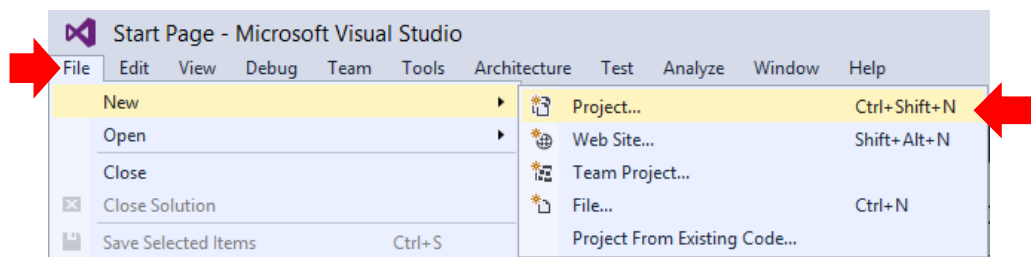 Start Page - Microsoft Visual Studio
File Edit View Debug Team Tools Architecture Test Analyze Window Help
New Project... Ctrl+Shift+N
Open Web Site... Shift+Alt+N
Close Team Project...
Close Solution File... Ctrl+N
Save Selected Items Ctrl+S Project From Existing Code...